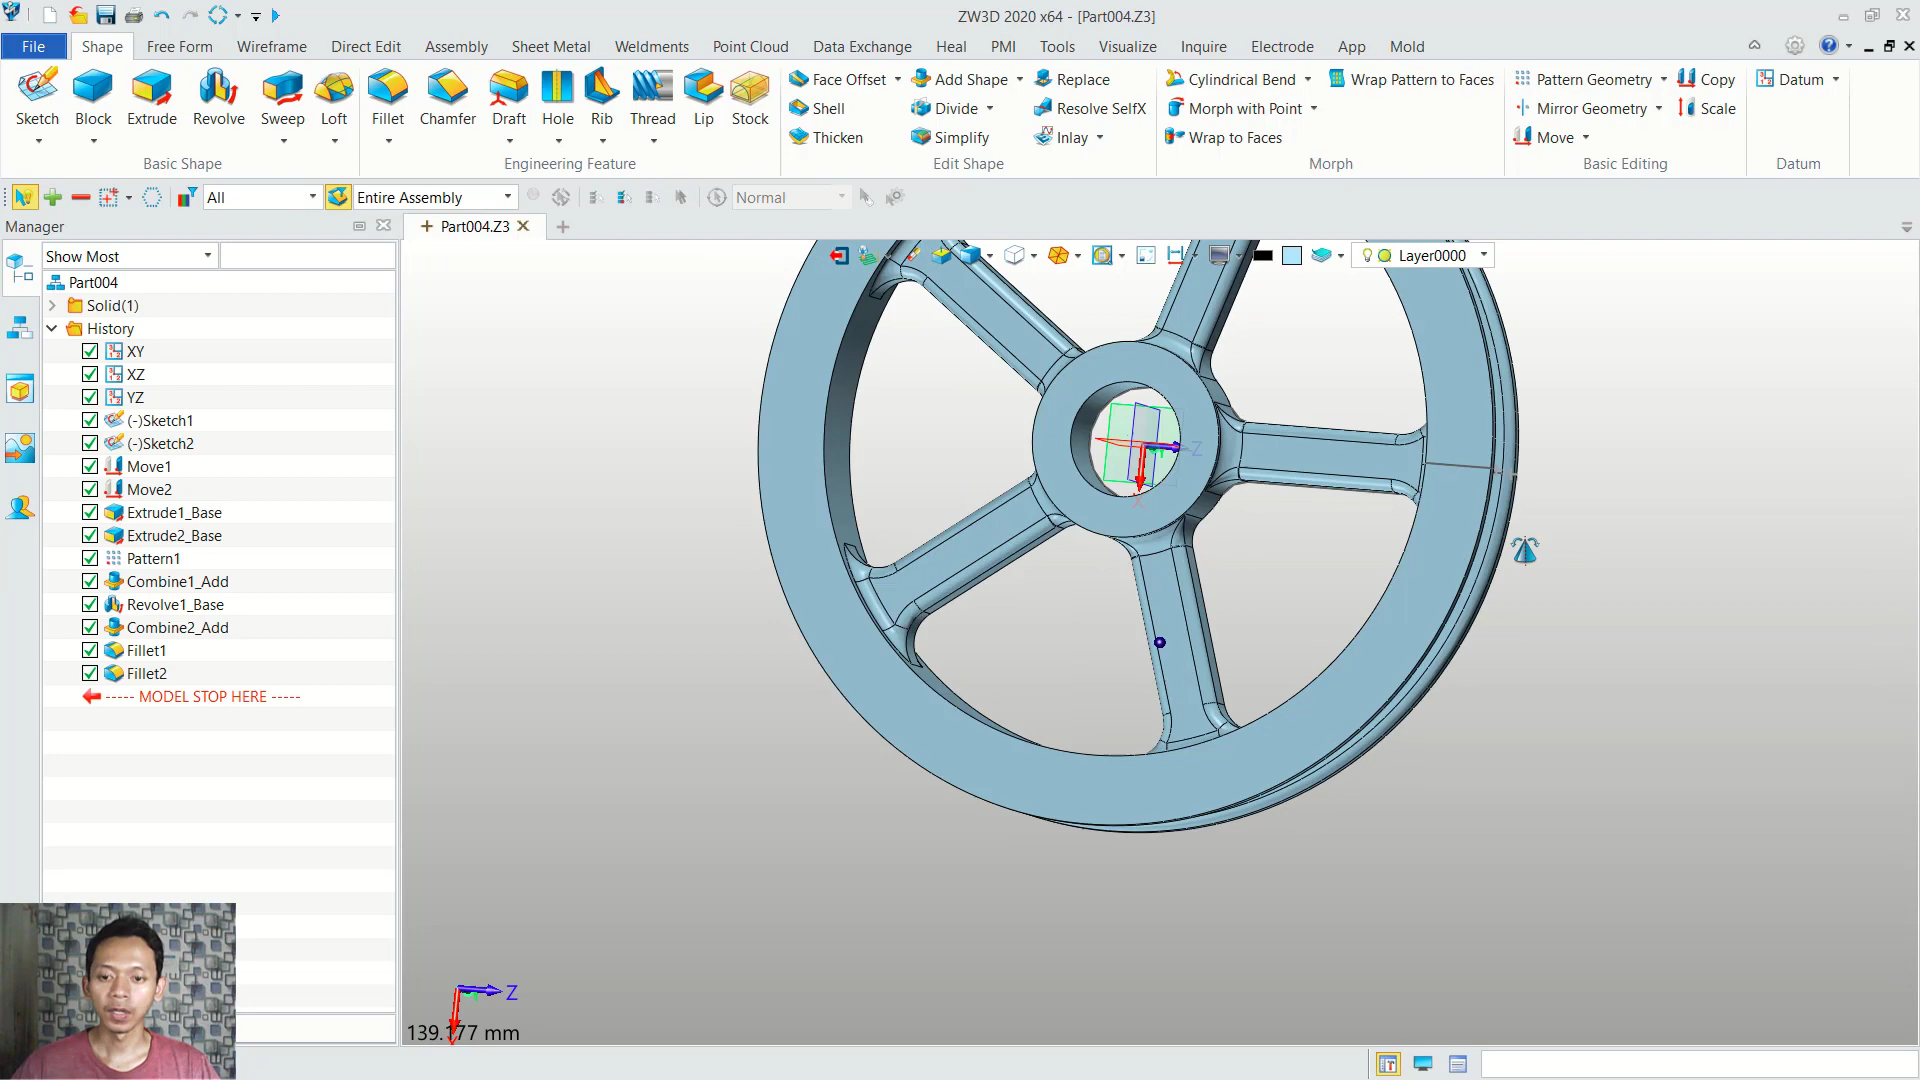 ZW3D 2020 x64 - [Part004.Z3]
File Shape Free Form Wireframe Direct Edit Assembly Sheet Metal Weldments Point Cloud Data Exchange Heal PMI Tools Visualize Inquire Electrode App Mold
Sketch Block Extrude Revolve Sweep Loft Fillet Chamfer Draft Hole Rib Thread Lip Stock
Face Offset Add Shape Replace Cylindrical Bend Wrap Pattern to Faces Pattern Geometry Copy Datum
Shell Divide Resolve SelfX Morph with Point Mirror Geometry Scale
Thicken Simplify Inlay Wrap to Faces Move
Basic Shape Engineering Feature Edit Shape Morph Basic Editing Datum
All Entire Assembly Normal
Manager Part004.Z3
Show Most Layer0000
Part004
Solid(1)
History
XY
XZ
YZ
(-)Sketch1
(-)Sketch2
Move1
Move2
Extrude1_Base
Extrude2_Base
Pattern1
Combine1_Add
Revolve1_Base
Combine2_Add
Fillet1
Fillet2
----- MODEL STOP HERE -----
Z
X
Z
139.177 mm